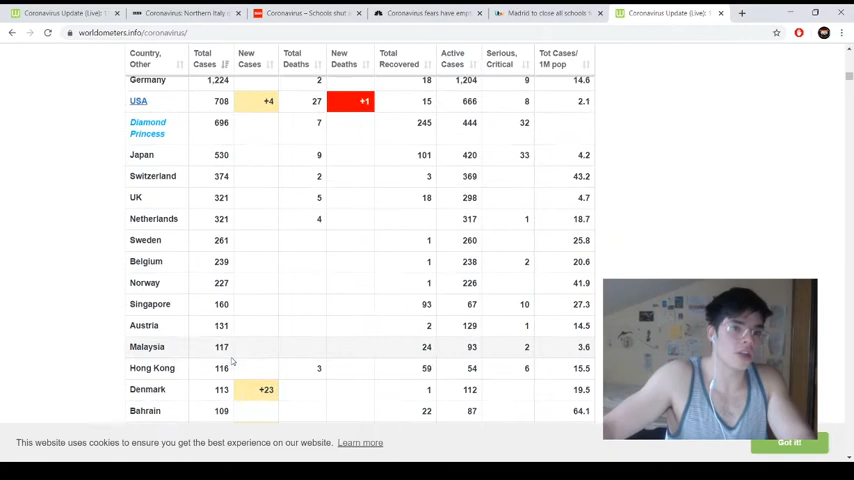 Coronavirus Update (Live): 1
Coronavirus: Northern Italy q
Coronavirus – Schools shut i
Coronavirus fears have empt
Madrid to close all schools f
Coronavirus Update (Live): 1
worldometers.info/coronavirus/
Country, Other Total Cases New Cases Total Deaths New Deaths Total Recovered Active Cases Serious, Critical Tot Cases/ 1M pop
Germany 1,224 2 18 1,204 9 14.6
USA 708 +4 27 +1 15 666 8 2.1
Diamond Princess 696 7 245 444 32
Japan 530 9 101 420 33 4.2
Switzerland 374 2 3 369 43.2
UK 321 5 18 298 4.7
Netherlands 321 4 317 1 18.7
Sweden 261 1 260 25.8
Belgium 239 1 238 2 20.6
Norway 227 1 226 41.9
Singapore 160 93 67 10 27.3
Austria 131 2 129 1 14.5
Malaysia 117 24 93 2 3.6
Hong Kong 116 3 59 54 6 15.5
Denmark 113 +23 1 112 19.5
Bahrain 109 22 87 64.1
This website uses cookies to ensure you get the best experience on our website. Learn more
Got it!